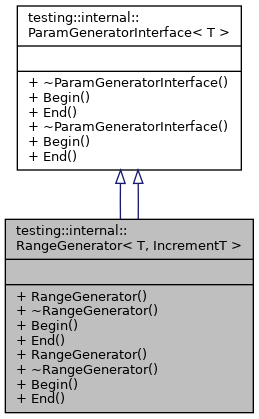 testing::internal::
ParamGeneratorInterface< T >
+ ~ParamGeneratorInterface()
+ Begin()
+ End()
+ ~ParamGeneratorInterface()
+ Begin()
+ End()
testing::internal::
RangeGenerator< T, IncrementT >
+ RangeGenerator()
+ ~RangeGenerator()
+ Begin()
+ End()
+ RangeGenerator()
+ ~RangeGenerator()
+ Begin()
+ End()